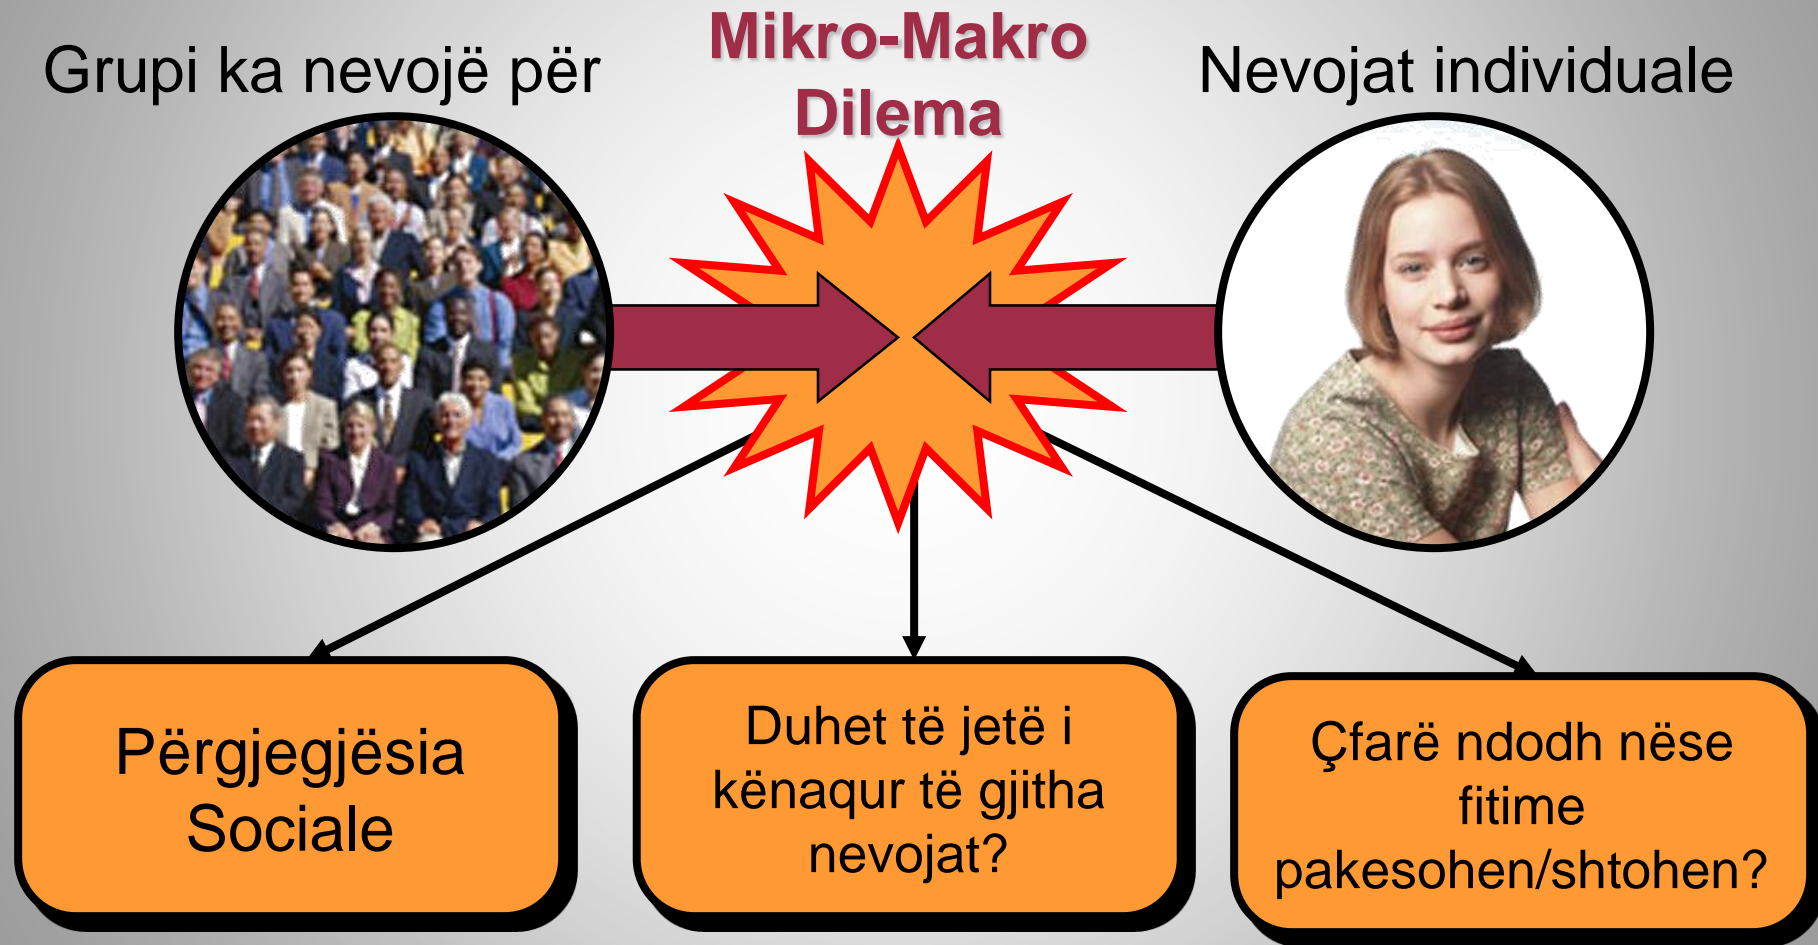 Mikro-Makro
Dilema
Grupi ka nevojë për
Nevojat individuale
Përgjegjësia
Sociale
Duhet të jetë i
kënaqur të gjitha
nevojat?
Çfarë ndodh nëse
fitime
pakesohen/shtohen?